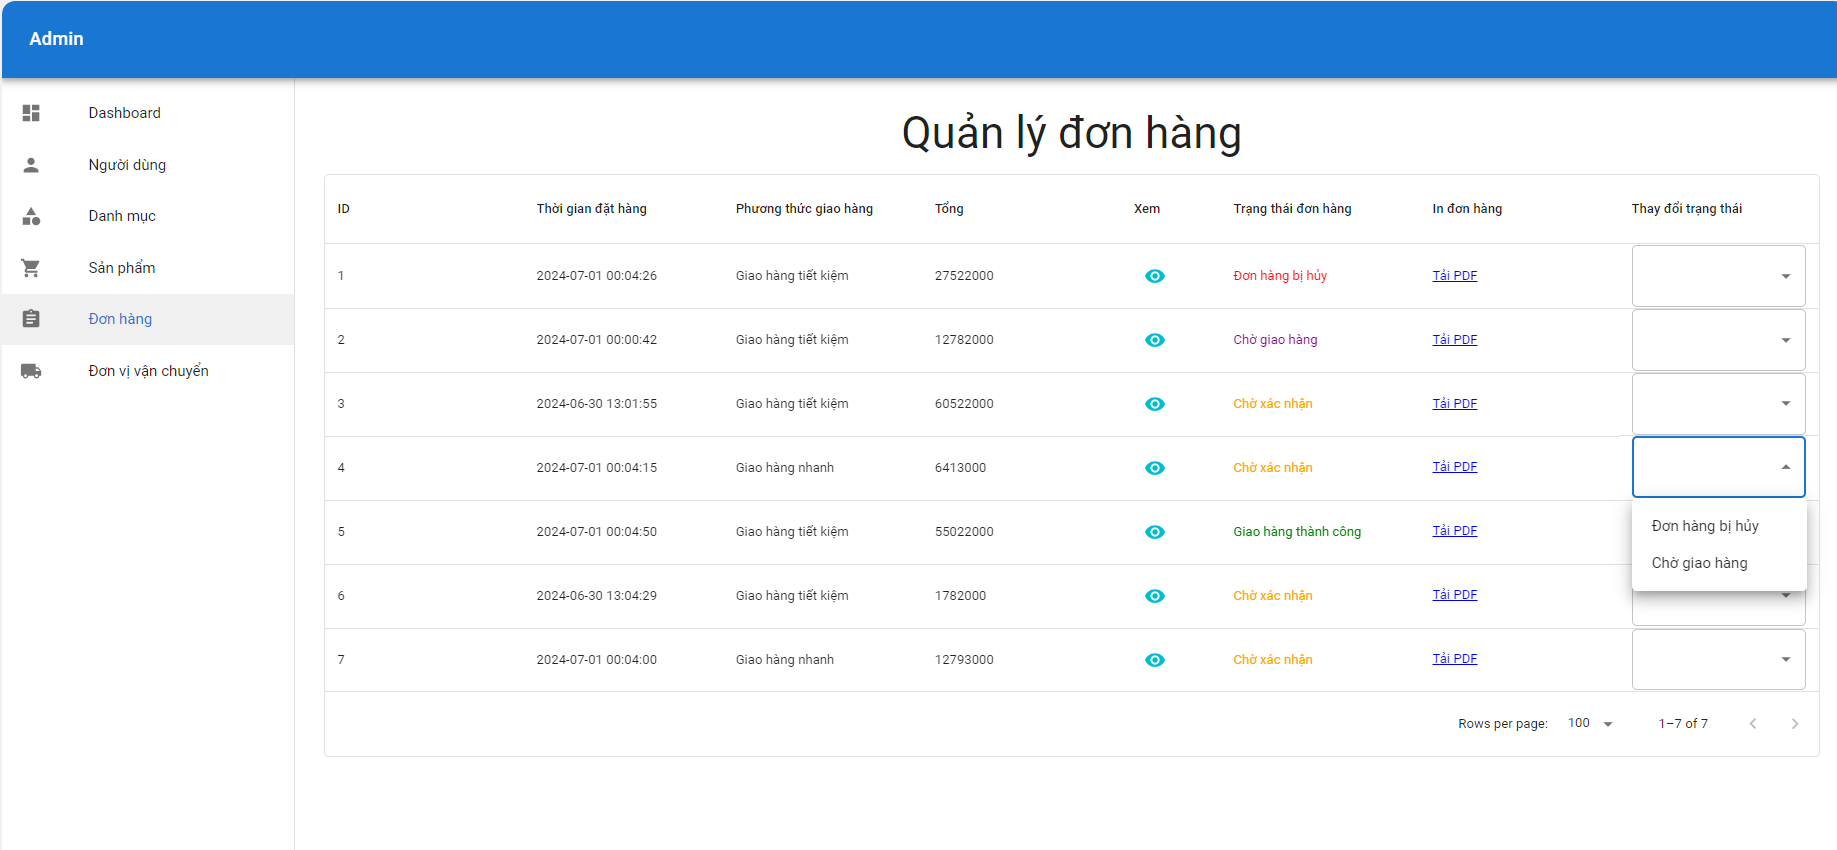 Admin
Dashboard
Người dùng
Danh mục
Sản phẩm
Đơn hàng
Đơn vị vận chuyển
Quản lý đơn hàng
ID Thời gian đặt hàng Phương thức giao hàng Tổng Xem Trạng thái đơn hàng In đơn hàng Thay đổi trạng thái
1 2024-07-01 00:04:26 Giao hàng tiết kiệm 27522000 Đơn hàng bị hủy Tải PDF
2 2024-07-01 00:00:42 Giao hàng tiết kiệm 12782000 Chờ giao hàng Tải PDF
3 2024-06-30 13:01:55 Giao hàng tiết kiệm 60522000 Chờ xác nhận Tải PDF
4 2024-07-01 00:04:15 Giao hàng nhanh 6413000 Chờ xác nhận Tải PDF
5 2024-07-01 00:04:50 Giao hàng tiết kiệm 55022000 Giao hàng thành công Tải PDF
Đơn hàng bị hủy
Chờ giao hàng
6 2024-06-30 13:04:29 Giao hàng tiết kiệm 1782000 Chờ xác nhận Tải PDF
7 2024-07-01 00:04:00 Giao hàng nhanh 12793000 Chờ xác nhận Tải PDF
Rows per page: 100 1–7 of 7